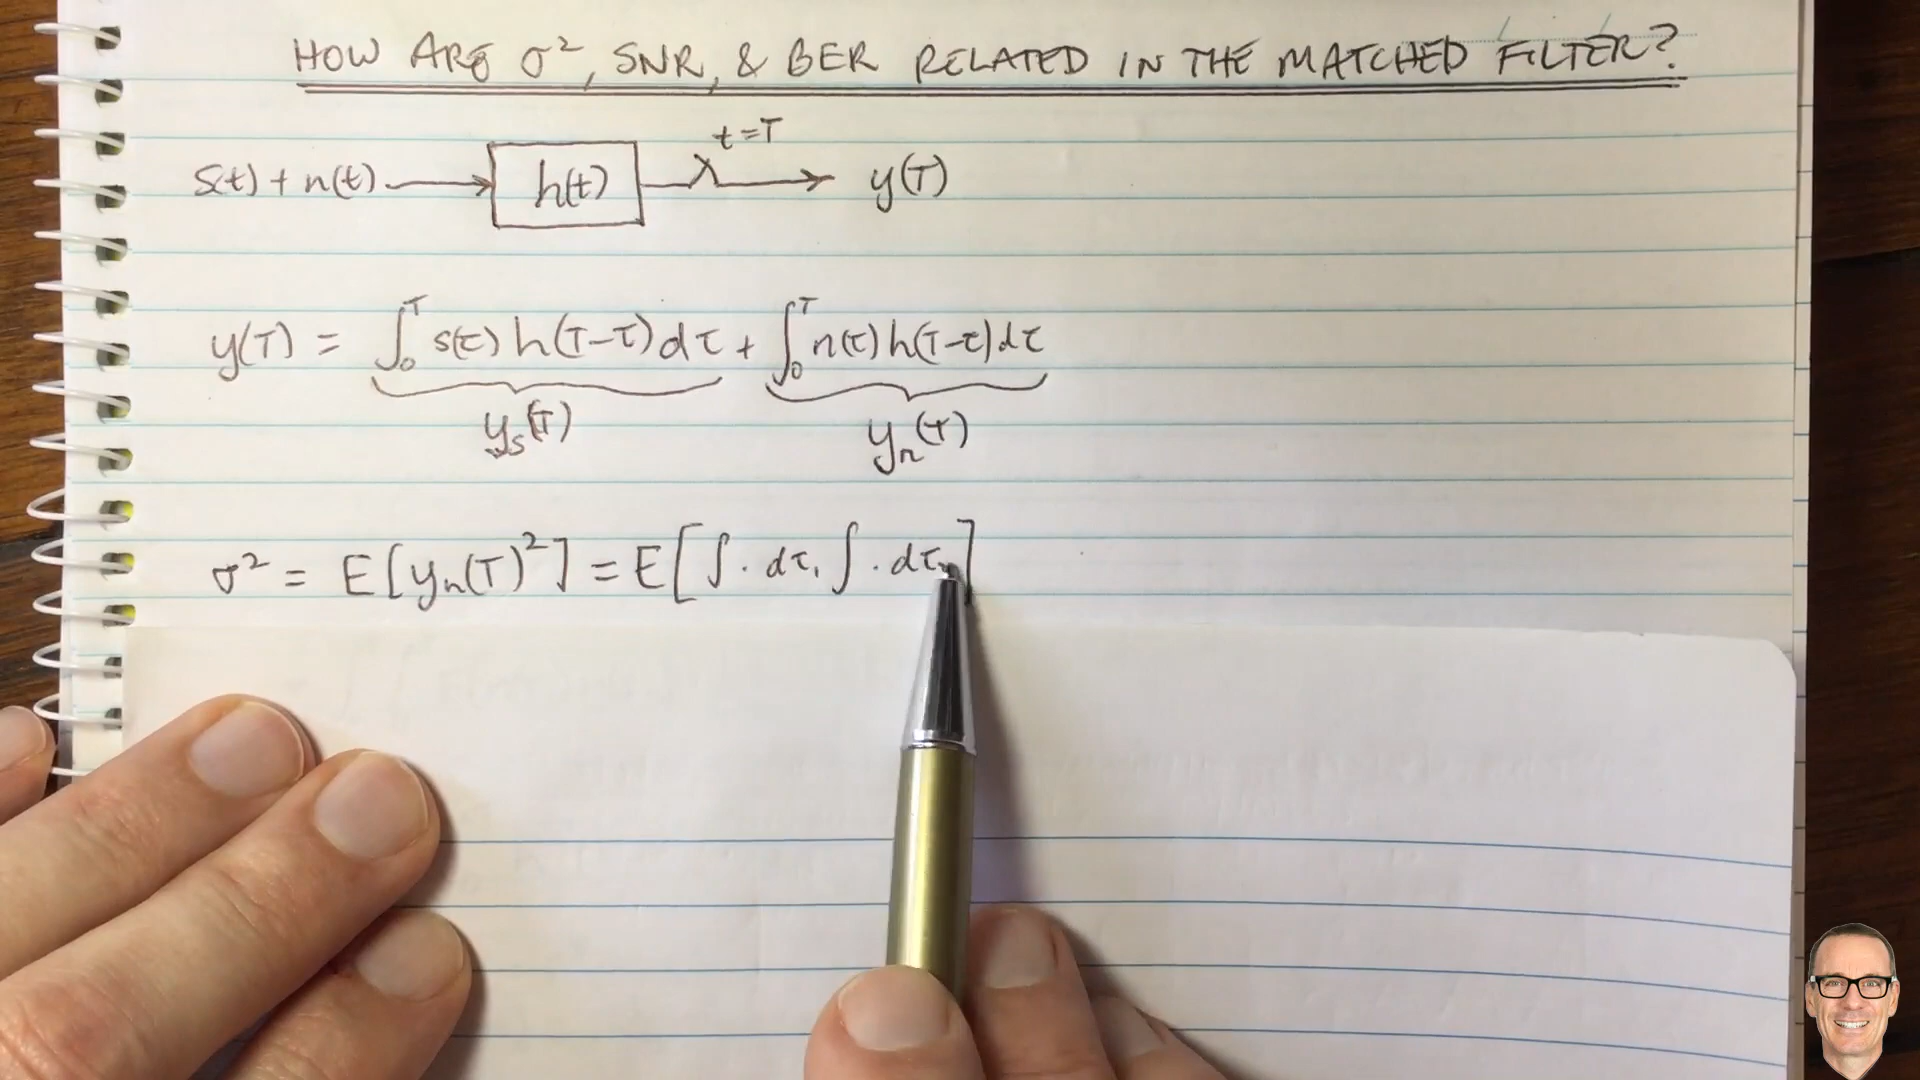 HOW ARE σ², SNR, & BER RELATED IN THE MATCHED FILTER?
t=T
s(t) + n(t) → h(t) → y(T)
y(T) = ∫₀ᵀ s(τ) h(T-τ) dτ + ∫₀ᵀ n(τ) h(T-τ) dτ
yₛ(T) yₙ(T)
σ² = E[yₙ(T)²] = E[∫ · dτ₁ ∫ · dτ₂]